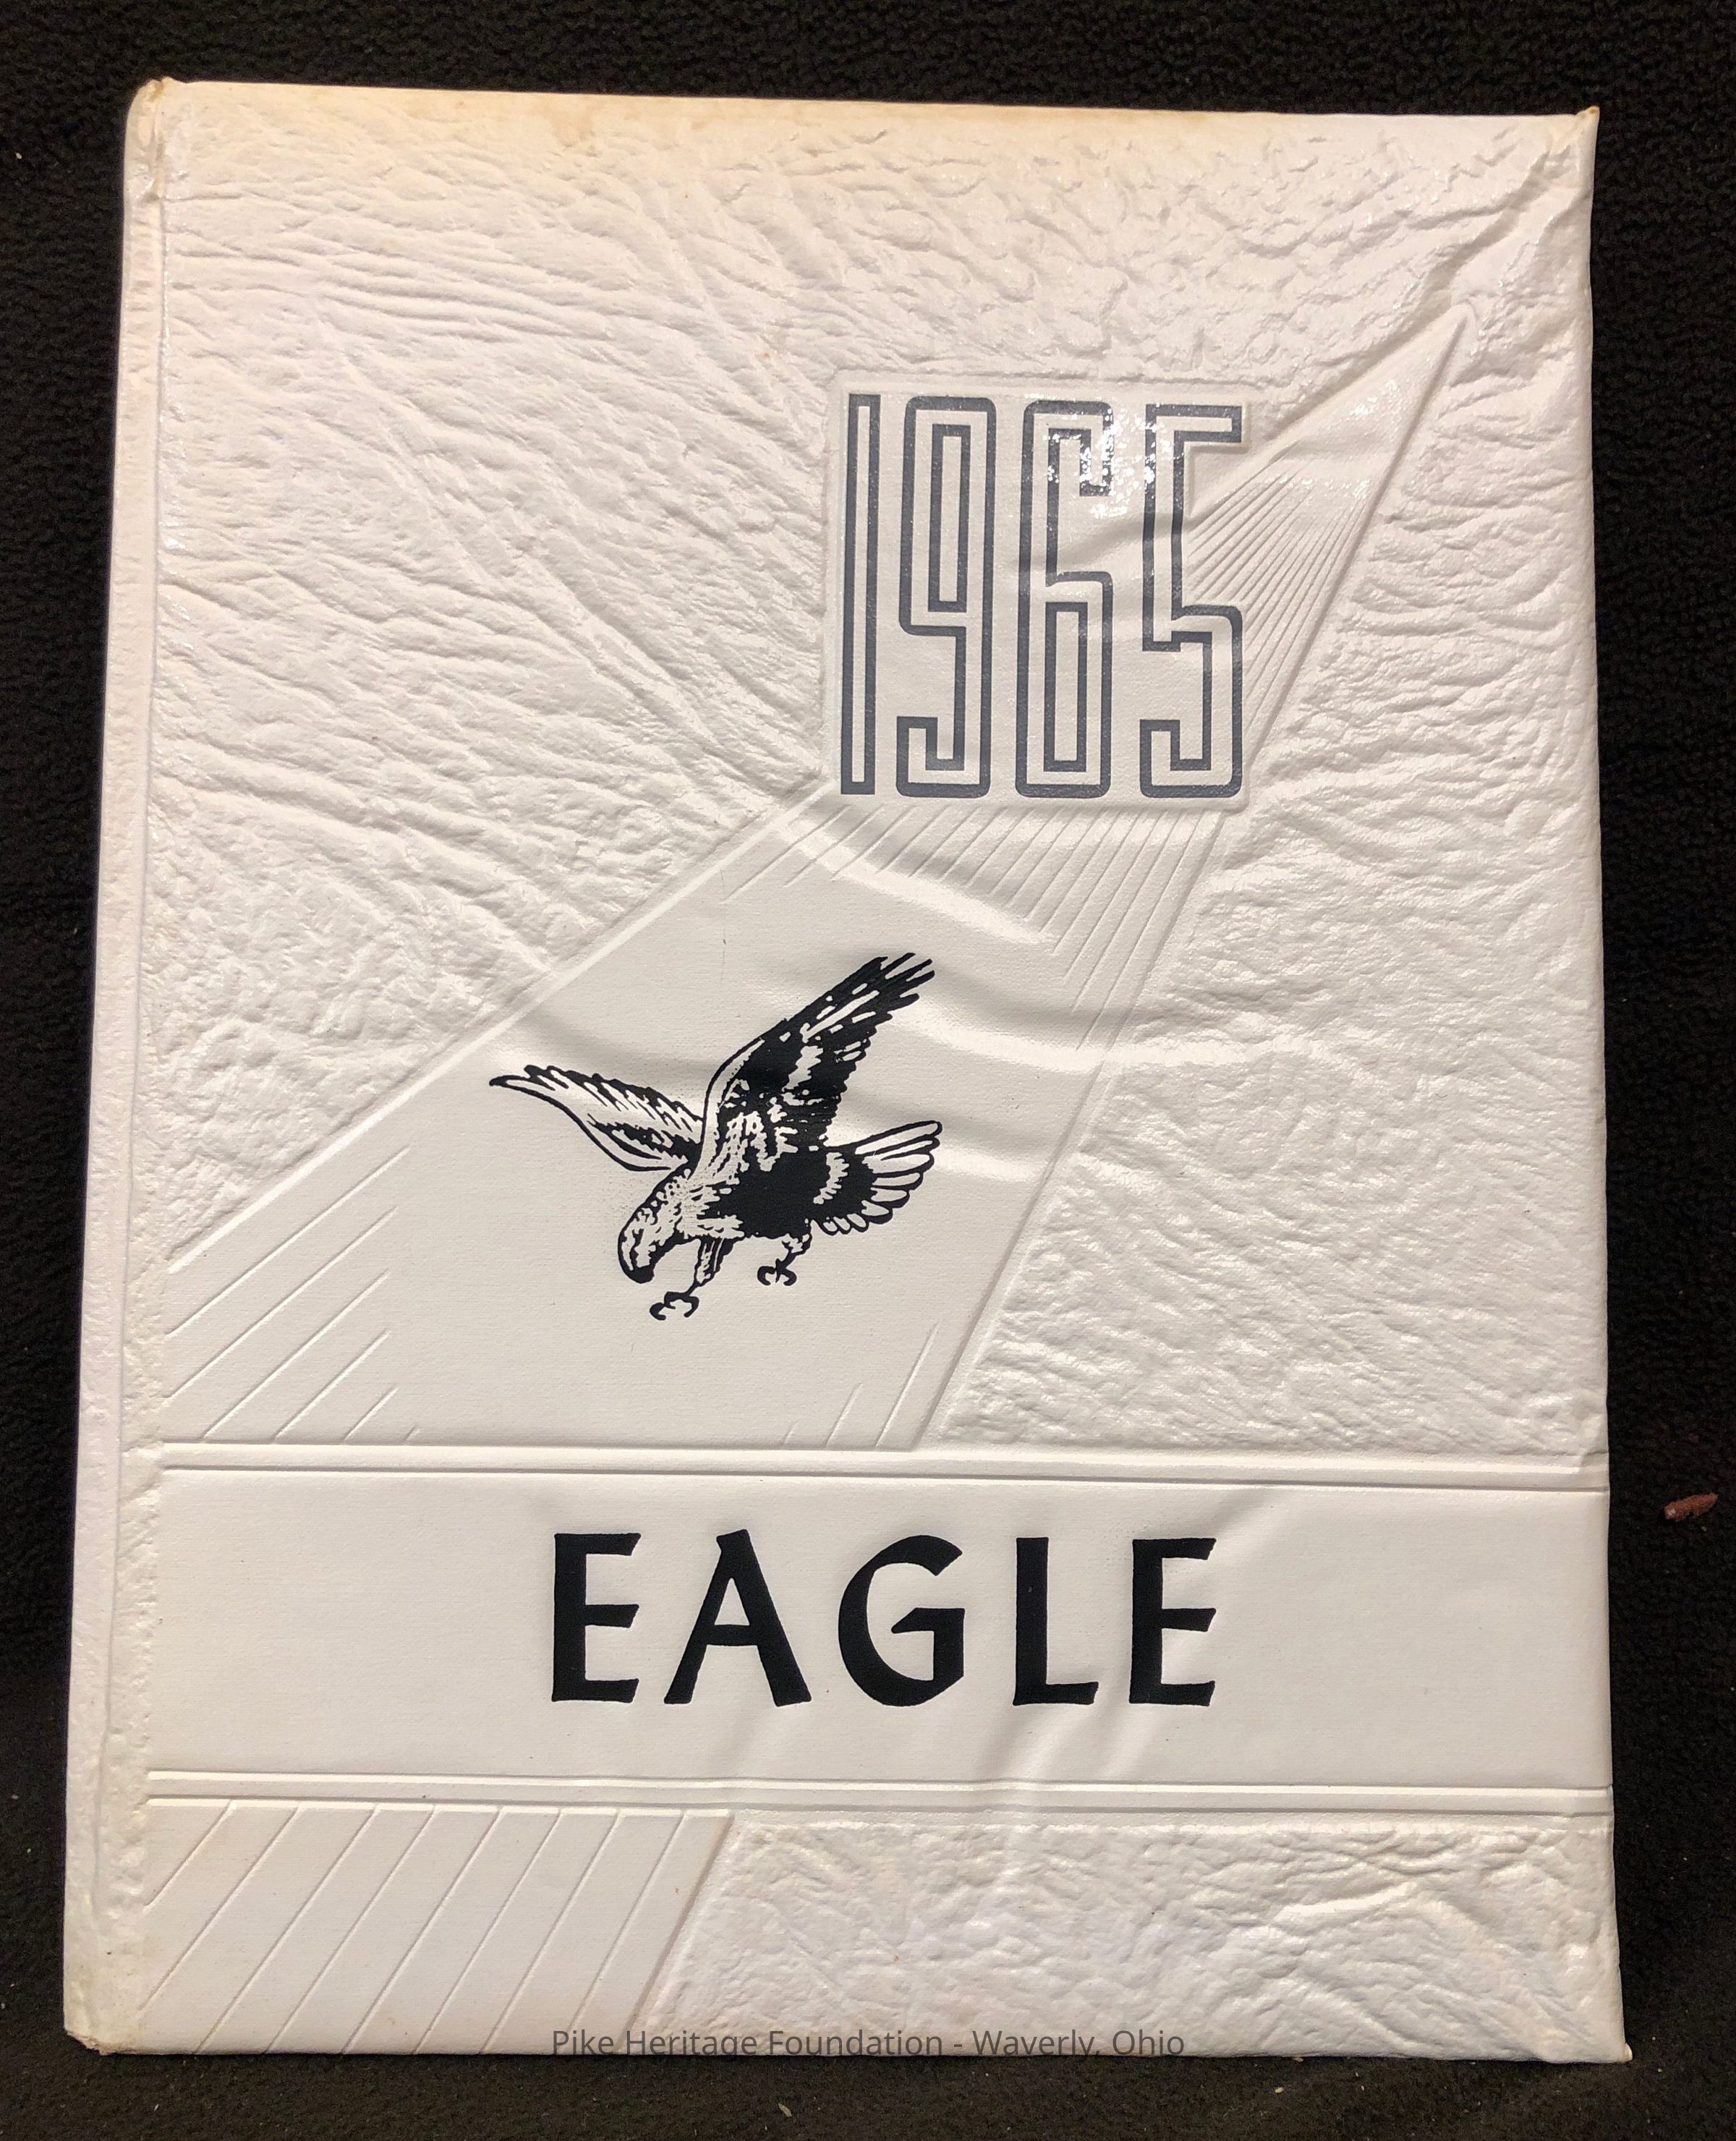 1965
EAGLE
Pike Heritage Foundation - Waverly, Ohio